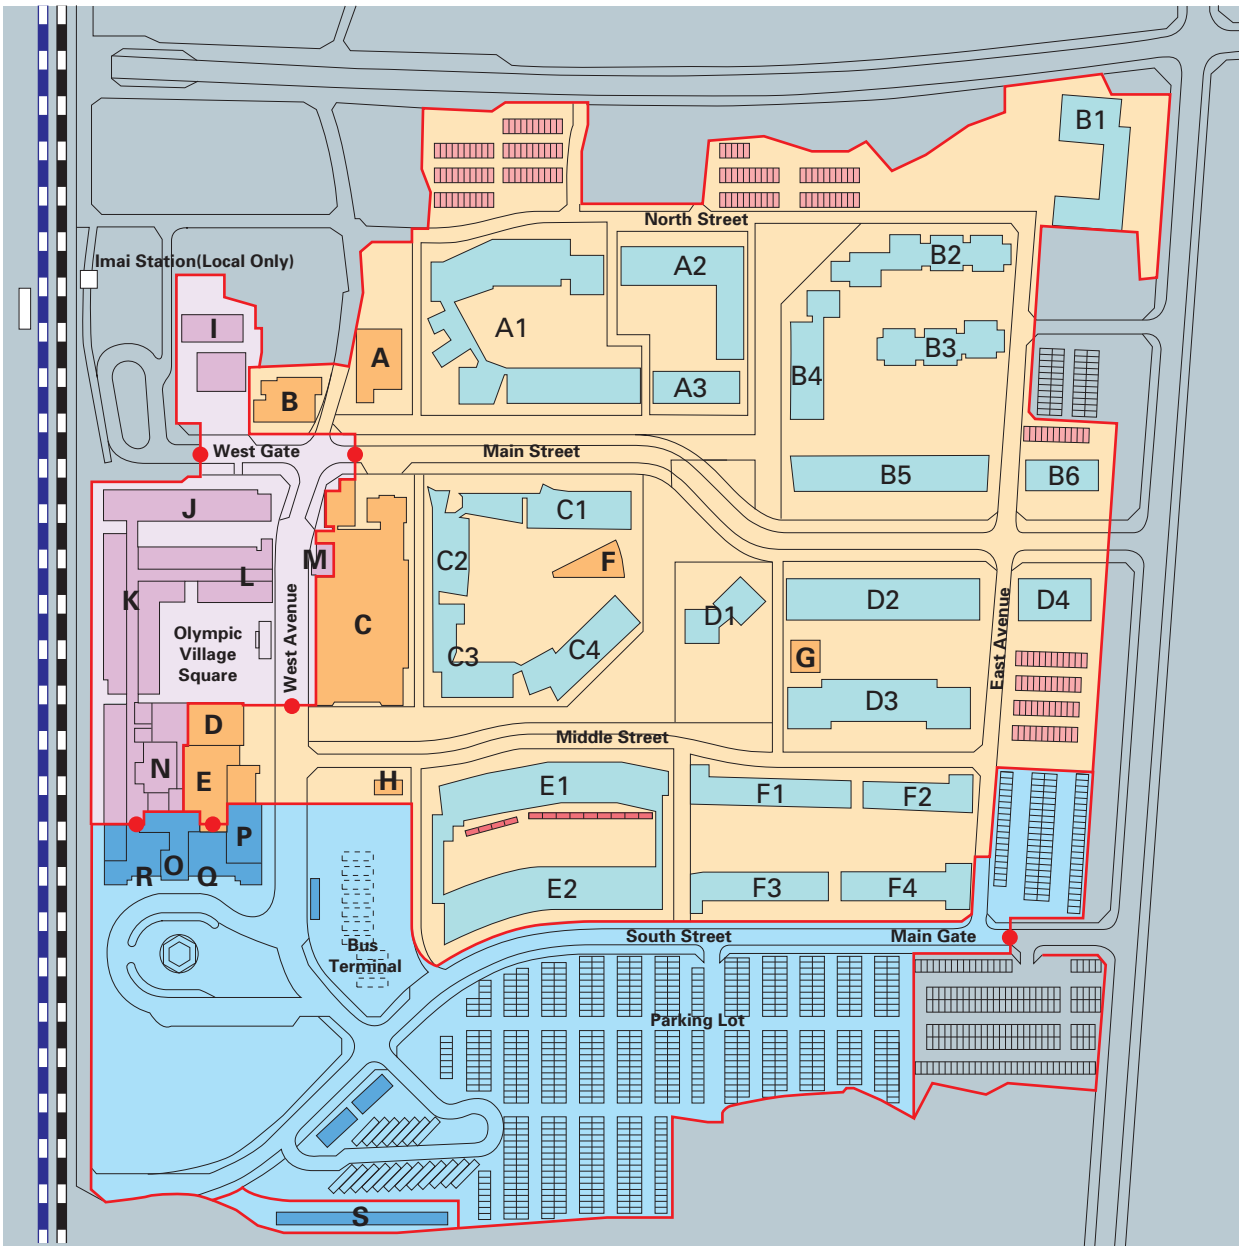 B1
North Street
Imai Station(Local Only)
A2
B2
I
A1
A
B3
B4
A3
B
West Gate
Main Street
B5
B6
J
C1
M
C2
F
L
K
C
West Avenue
D1
D2
D4
East Avenue
Olympic
Village
Square
C3
C4
G
D3
D
Middle Street
N
E
H
E1
F1
F2
P
R
O
Q
E2
F3
F4
Bus
Terminal
South Street
Main Gate
Parking Lot
S